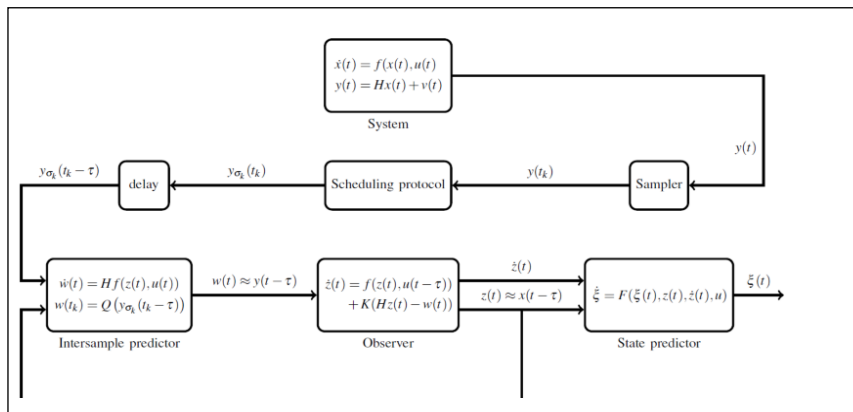 ẋ(t) = f(x(t),u(t)
y(t) = Hx(t) + v(t)
System
y(t)
y_{σ_k}(t_k − τ)
delay
y_{σ_k}(t_k)
Scheduling protocol
y(t_k)
Sampler
ẇ(t) = H f(z(t),u(t))
w(t_k) = Q(y_{σ_k}(t_k − τ))
Intersample predictor
w(t) ≈ y(t − τ)
ż(t) = f(z(t),u(t − τ))
+ K(Hz(t) − w(t))
Observer
ż(t)
z(t) ≈ x(t − τ)
ξ̇ = F(ξ(t),z(t),ż(t),u)
State predictor
ξ(t)